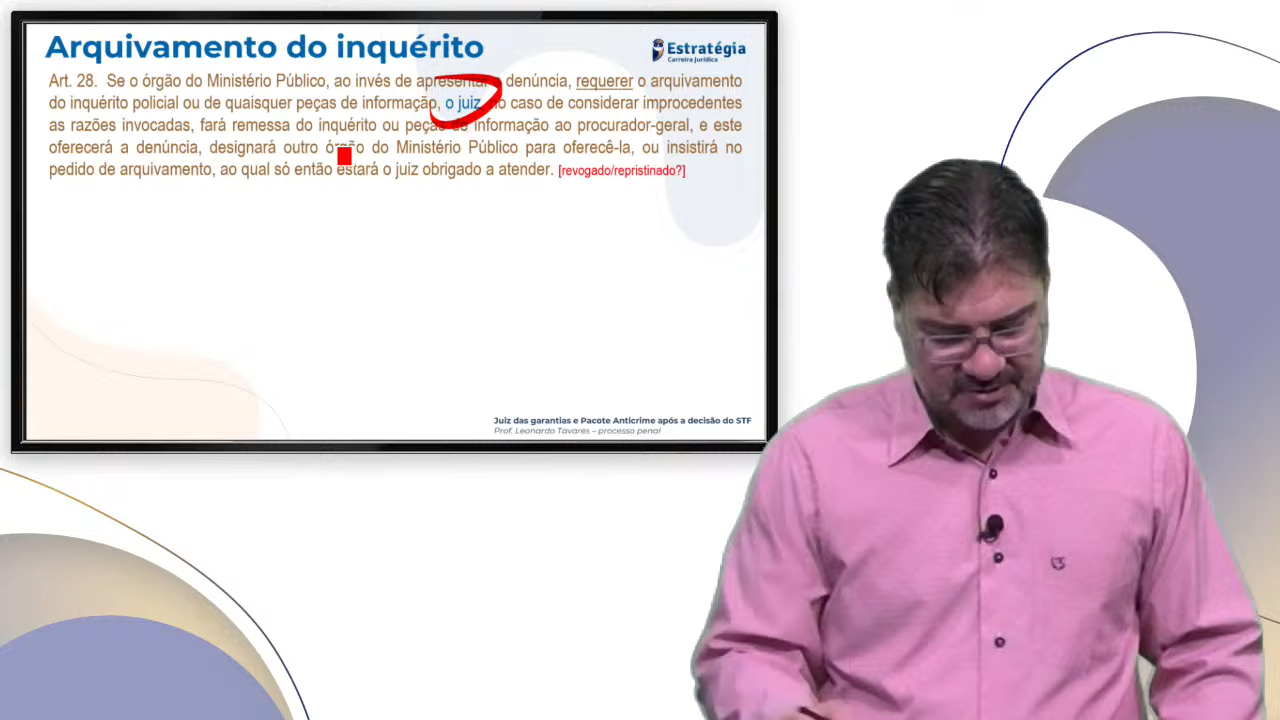 Arquivamento do inquérito
Estratégia
Carreira Jurídica
Art. 28. Se o órgão do Ministério Público, ao invés de apresentar a denúncia, requerer o arquivamento
do inquérito policial ou de quaisquer peças de informação, o juiz, no caso de considerar improcedentes
as razões invocadas, fará remessa do inquérito ou peças de informação ao procurador-geral, e este
oferecerá a denúncia, designará outro órgão do Ministério Público para oferecê-la, ou insistirá no
pedido de arquivamento, ao qual só então estará o juiz obrigado a atender. [revogado/repristinado?]
Juiz das garantias e Pacote Anticrime após a decisão do STF
Prof. Leonardo Tavares – processo penal